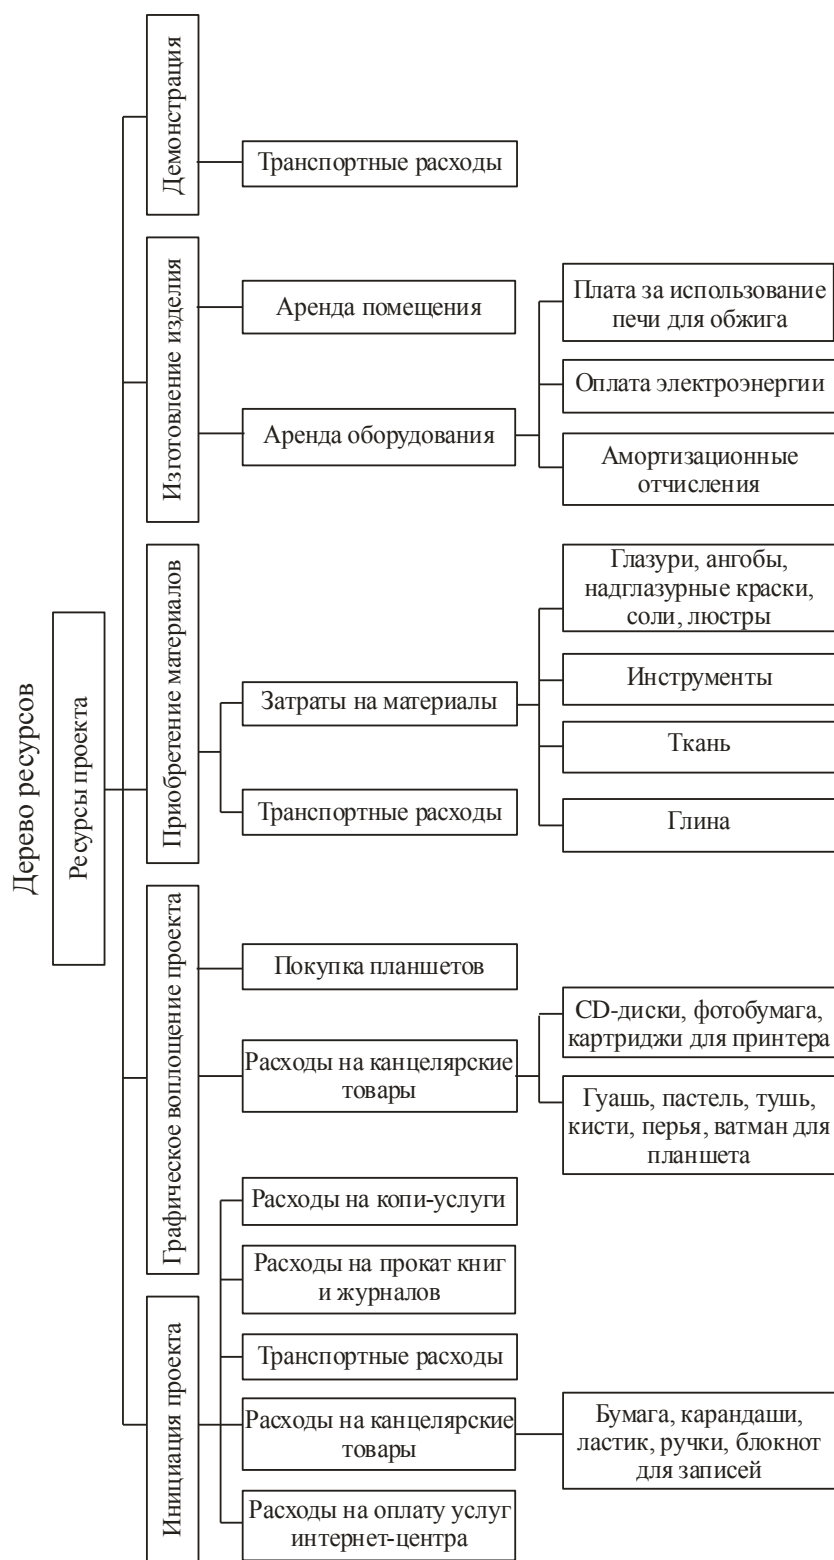 Дерево ресурсов
Ресурсы проекта
Демонстрация
Транспортные расходы
Изготовление изделия
Аренда помещения
Аренда оборудования
Плата за использование
печи для обжига
Оплата электроэнергии
Амортизационные
отчисления
Приобретение материалов
Затраты на материалы
Транспортные расходы
Глазури, ангобы,
надглазурные краски,
соли, люстры
Инструменты
Ткань
Глина
Графическое воплощение проекта
Покупка планшетов
Расходы на канцелярские
товары
CD-диски, фотобумага,
картриджи для принтера
Гуашь, пастель, тушь,
кисти, перья, ватман для
планшета
Инициация проекта
Расходы на копи-услуги
Расходы на прокат книг
и журналов
Транспортные расходы
Расходы на канцелярские
товары
Бумага, карандаши,
ластик, ручки, блокнот
для записей
Расходы на оплату услуг
интернет-центра